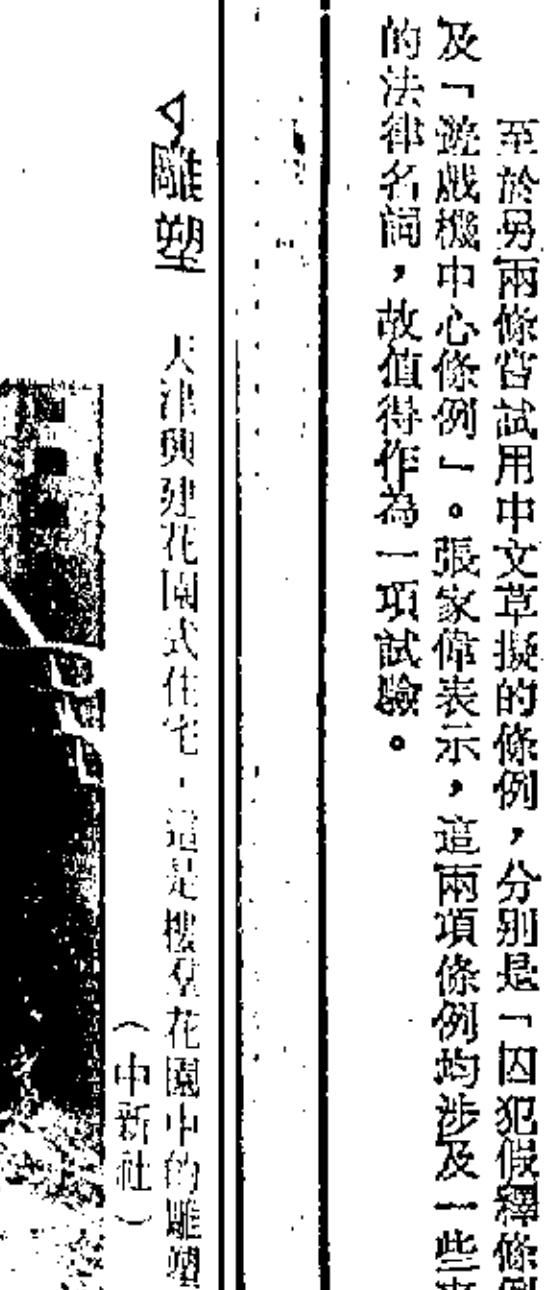 至於另兩條嘗試用中文草擬的條例，分別是「囚犯假釋條例
及「遊戲機中心條例」。張家偉表示，這兩項條例均涉及一些
的法律名詞，故值得作為一項試驗。
雕塑
天津興建花園式住宅，這是樓羣花園中的雕塑
（中新社）